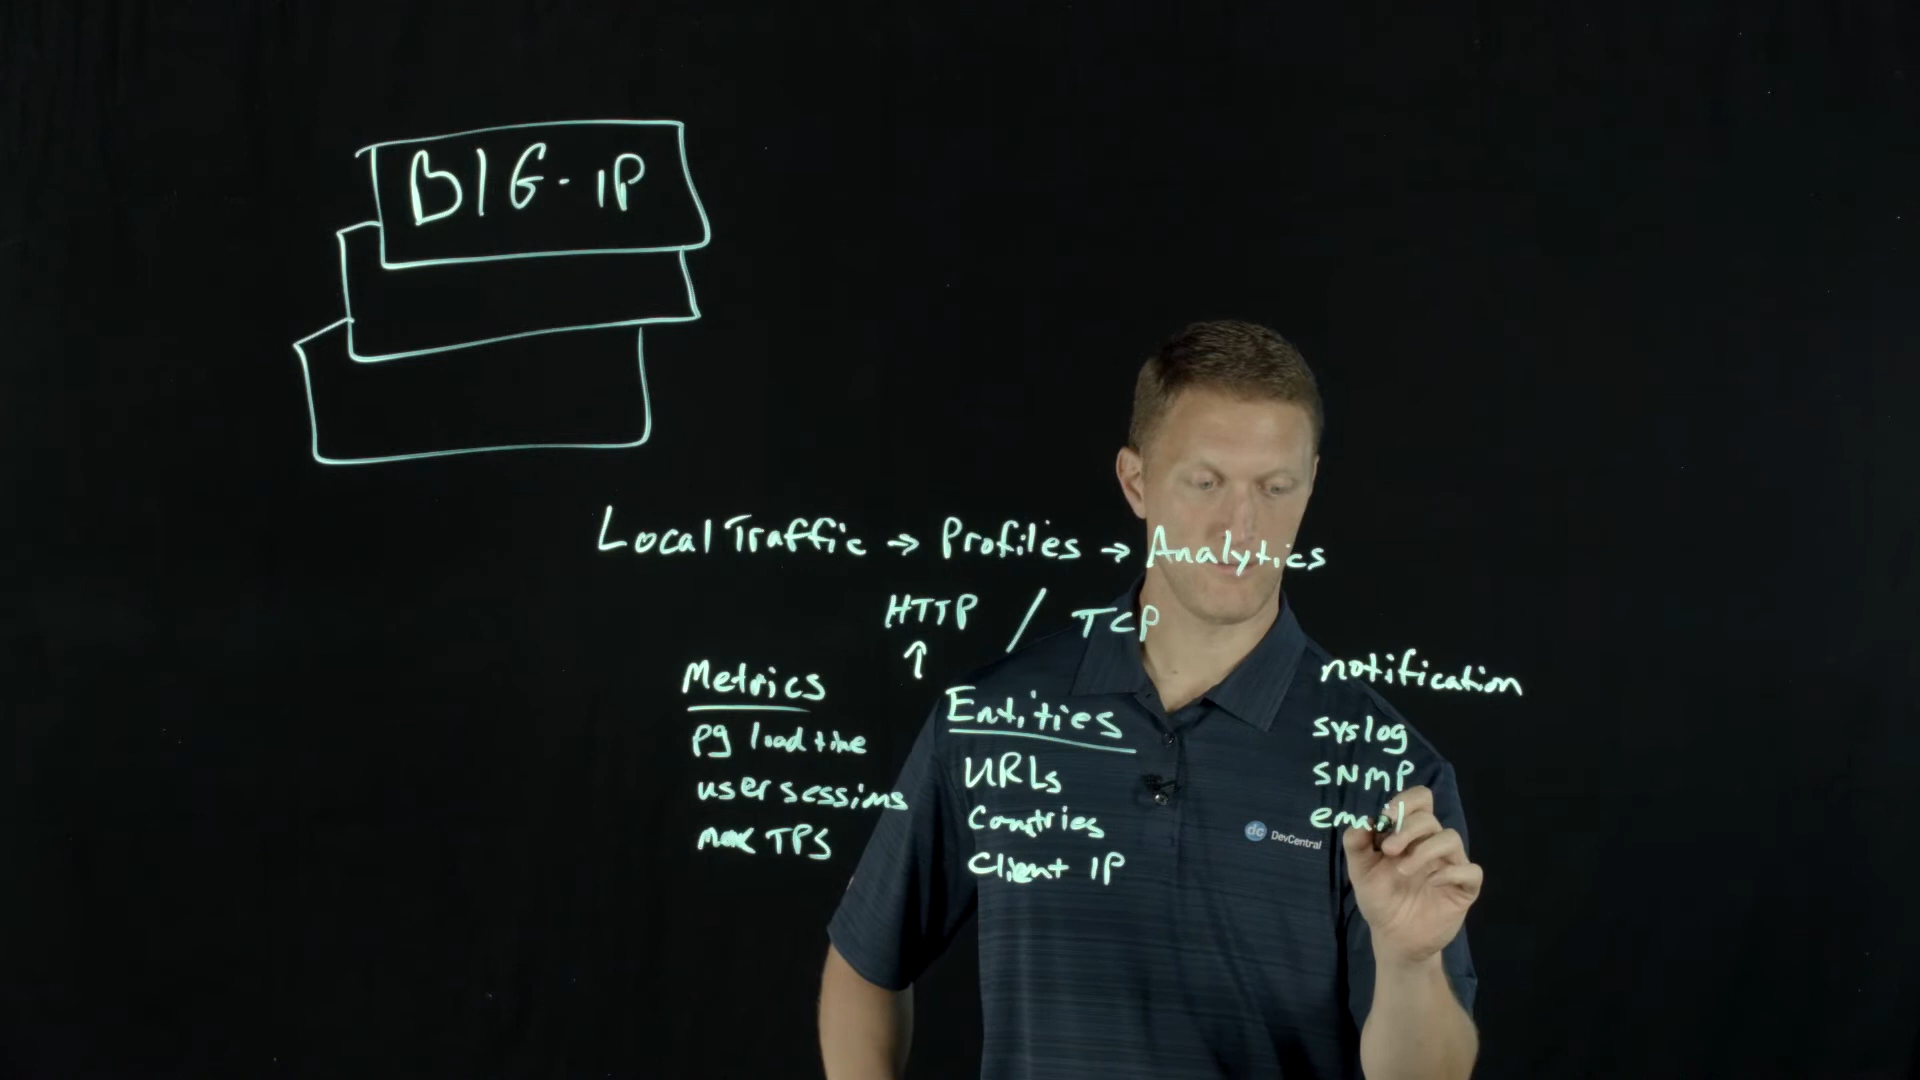 BIG-IP
Local Traffic → Profiles → Analytics
HTTP / TCP
↑
Metrics
pg load time
user sessions
max TPS
Entities
URLs
Countries
Client IP
notification
syslog
SNMP
email
dc DevCentral